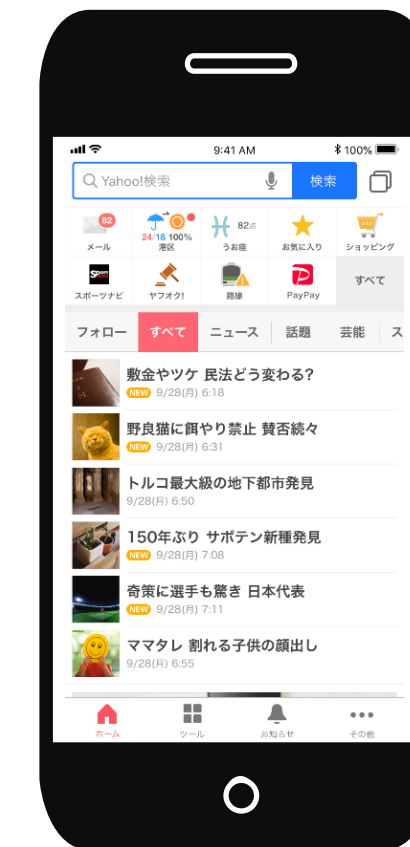 9:41 AM 100%
Yahoo!検索 検索
82 24/18 100% 82点
メール 港区 うお座 お気に入り ショッピング
Sports
スポーツナビ ヤフオク! 路線 PayPay すべて
フォロー すべて ニュース 話題 芸能 ス
敷金やツケ 民法どう変わる?
NEW 9/28(月) 6:18
野良猫に餌やり禁止 賛否続々
NEW 9/28(月) 6:31
トルコ最大級の地下都市発見
9/28(月) 6:50
150年ぶり サボテン新種発見
NEW 9/28(月) 7:08
奇策に選手も驚き 日本代表
NEW 9/28(月) 7:11
ママタレ 割れる子供の顔出し
9/28(月) 6:55
ホーム ツール お知らせ その他